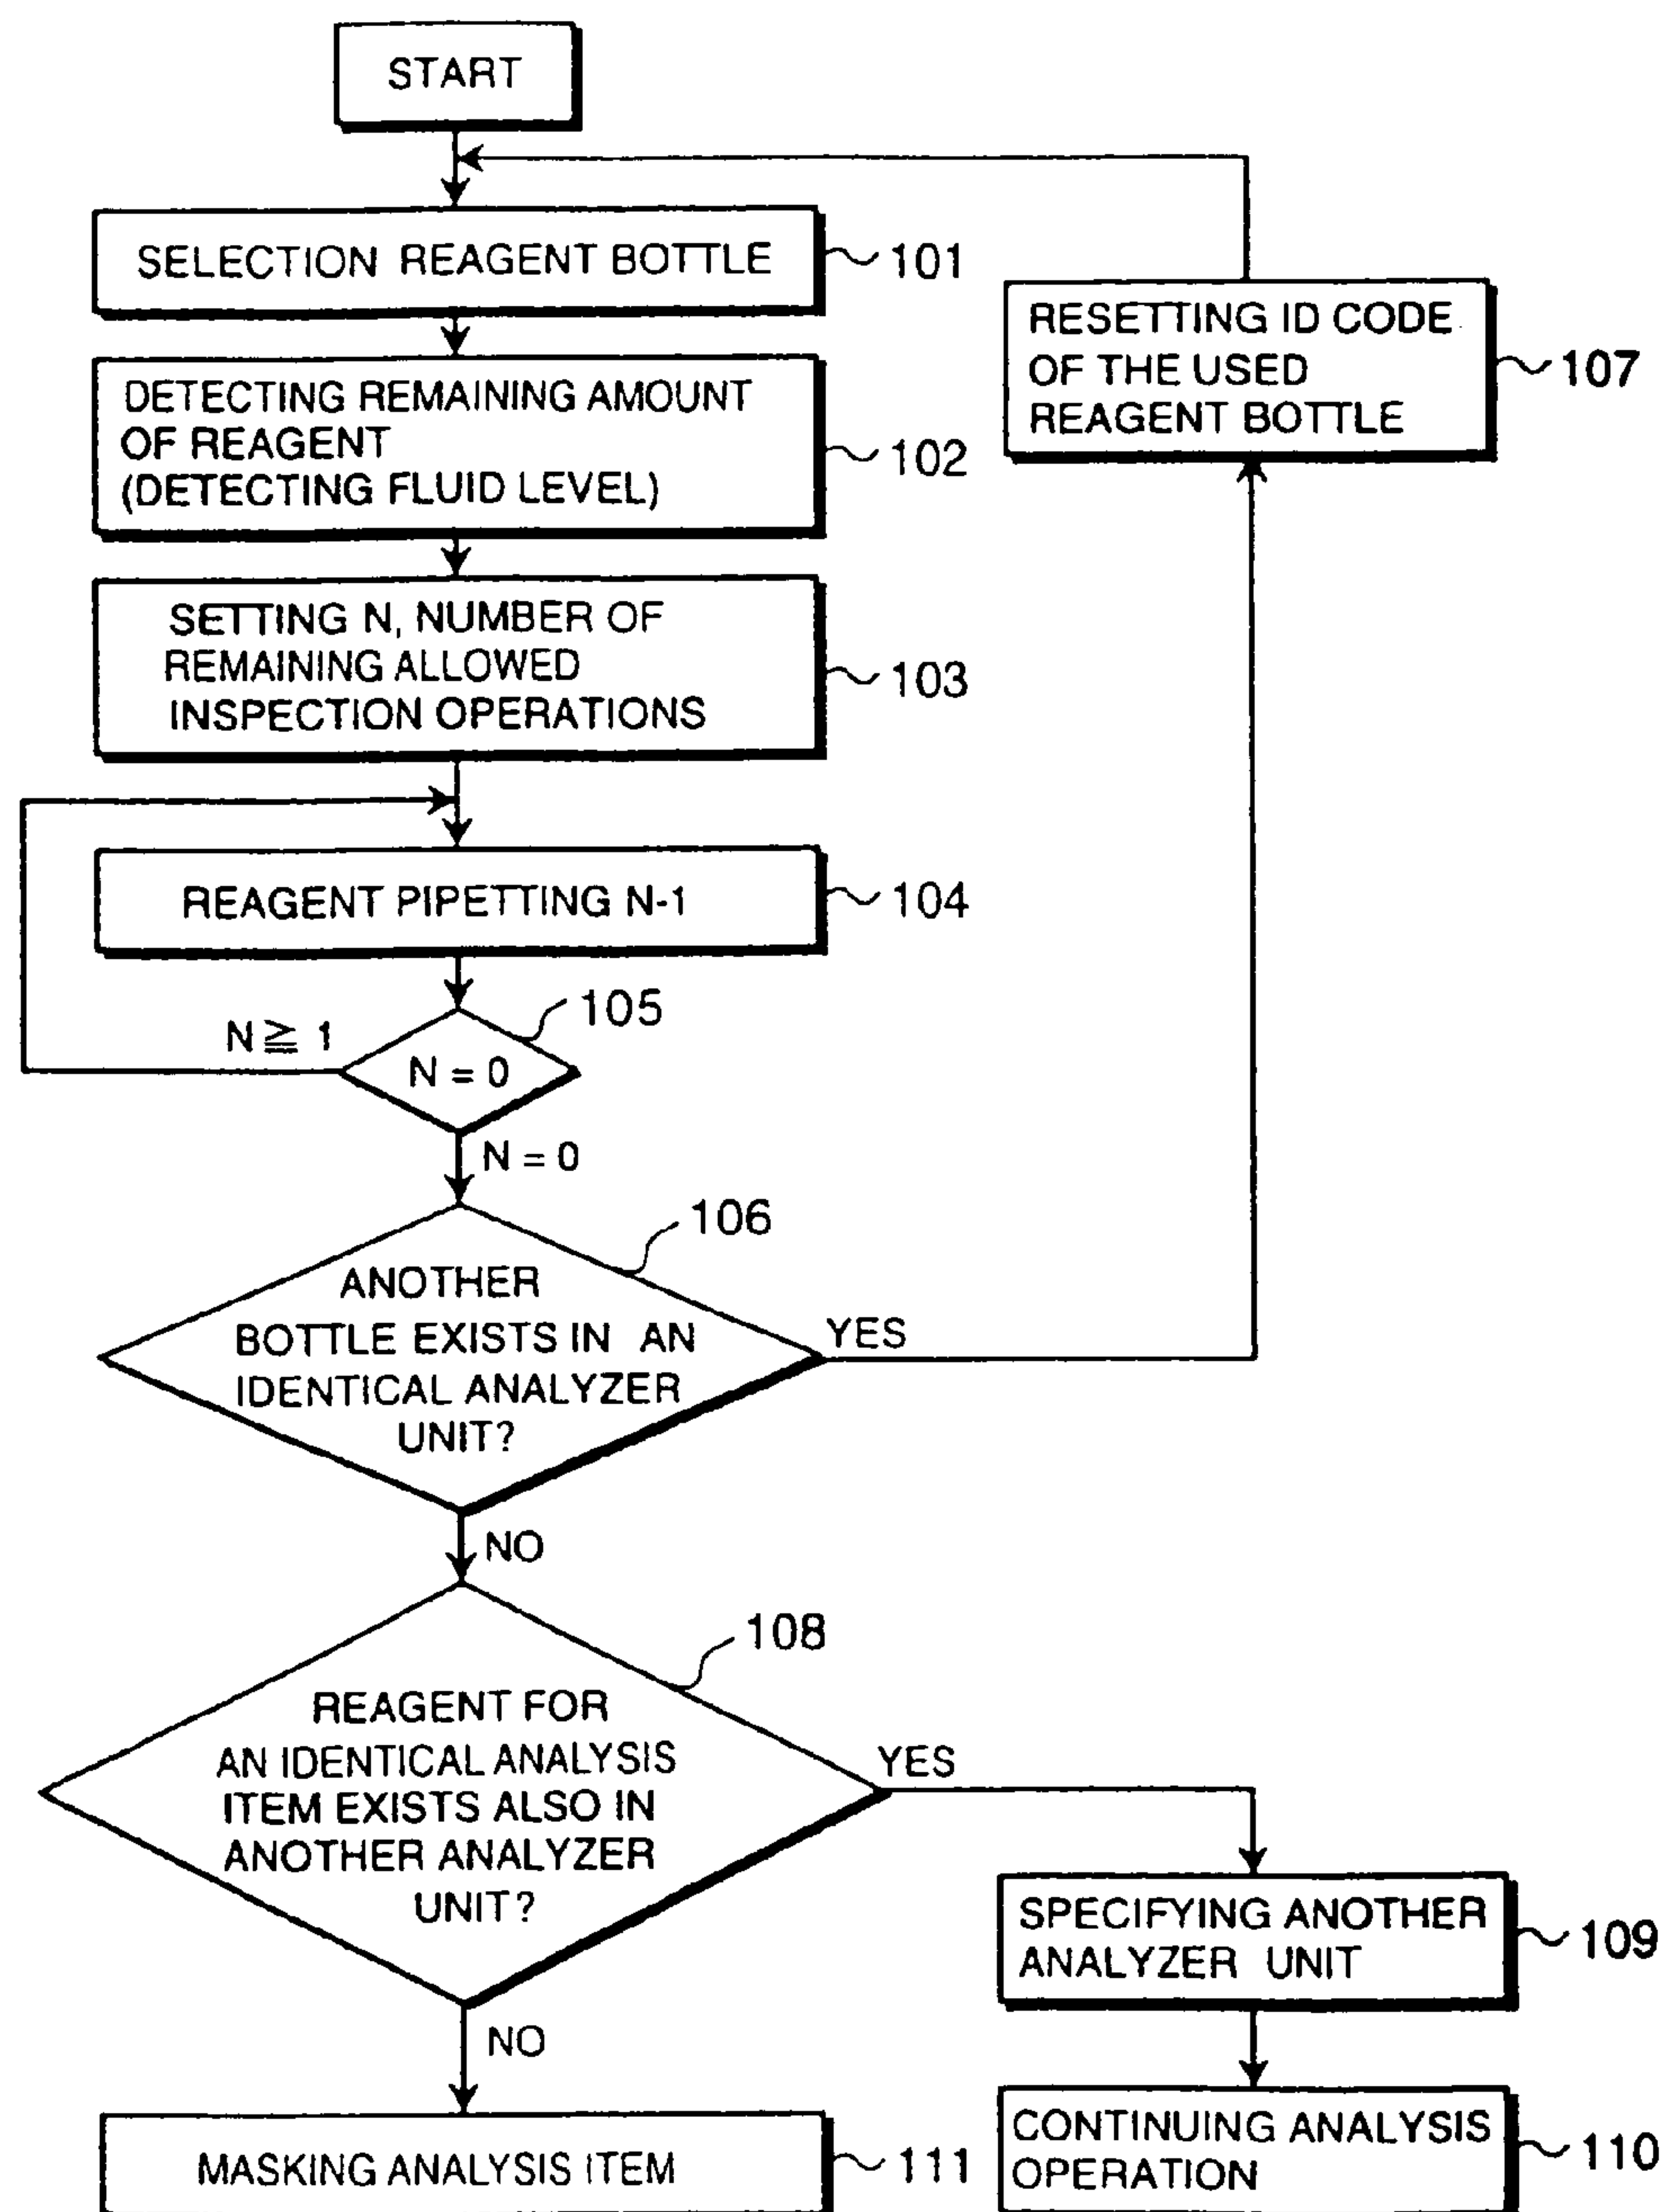 START
SELECTION REAGENT BOTTLE
101
DETECTING REMAINING AMOUNT
OF REAGENT
(DETECTING FLUID LEVEL)
102
SETTING N, NUMBER OF
REMAINING ALLOWED
INSPECTION OPERATIONS
103
REAGENT PIPETTING N-1
104
105
N ≧ 1
N = 0
N = 0
106
ANOTHER
BOTTLE EXISTS IN AN
IDENTICAL ANALYZER
UNIT?
YES
RESETTING ID CODE
OF THE USED
REAGENT BOTTLE
107
NO
108
REAGENT FOR
AN IDENTICAL ANALYSIS
ITEM EXISTS ALSO IN
ANOTHER ANALYZER
UNIT?
YES
SPECIFYING ANOTHER
ANALYZER UNIT
109
NO
CONTINUING ANALYSIS
OPERATION
110
MASKING ANALYSIS ITEM
111